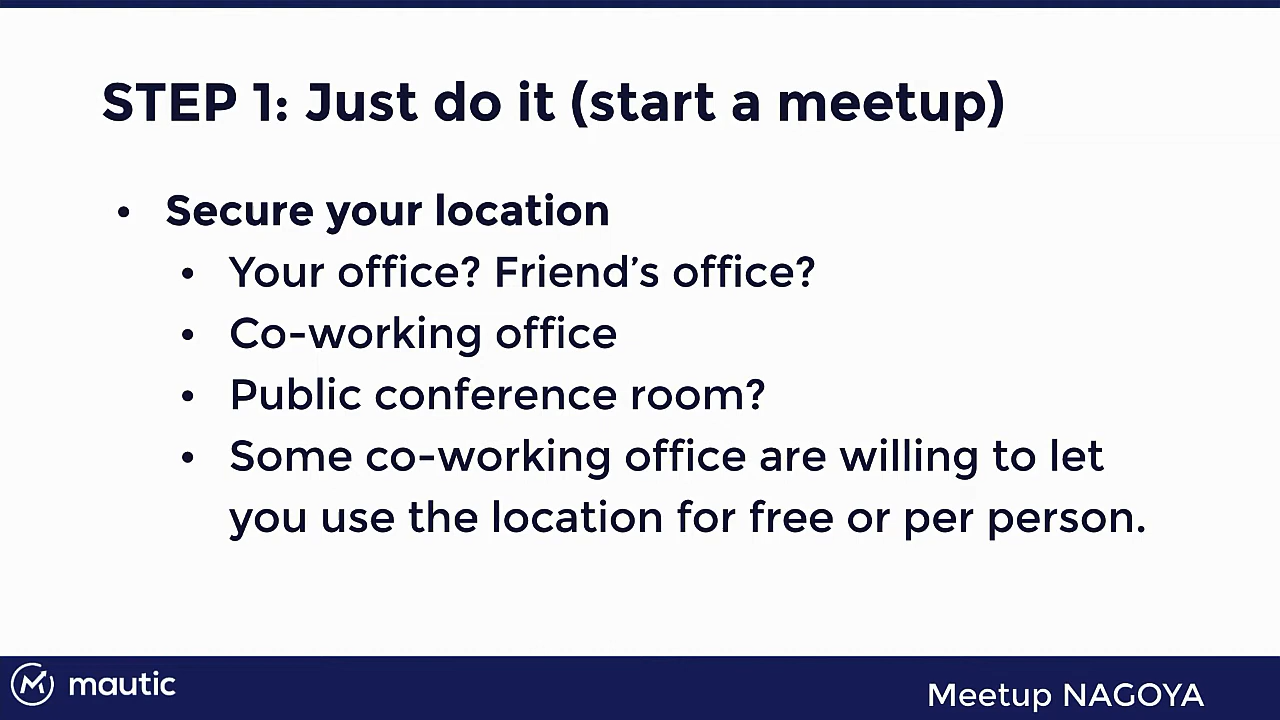 STEP 1: Just do it (start a meetup)
• Secure your location
• Your office? Friend’s office?
• Co-working office
• Public conference room?
• Some co-working office are willing to let
you use the location for free or per person.
mautic
Meetup NAGOYA